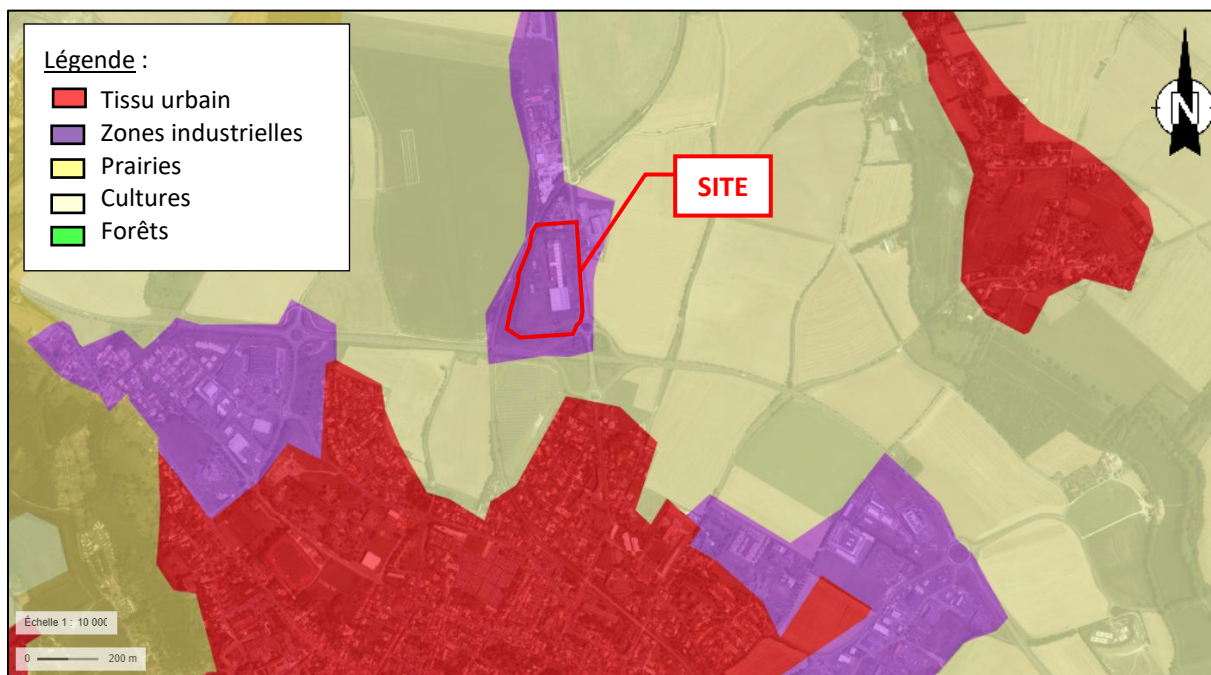 Légende :
Tissu urbain
Zones industrielles
Prairies
Cultures
Forêts
SITE
N
Échelle 1 : 10 000
0 200 m